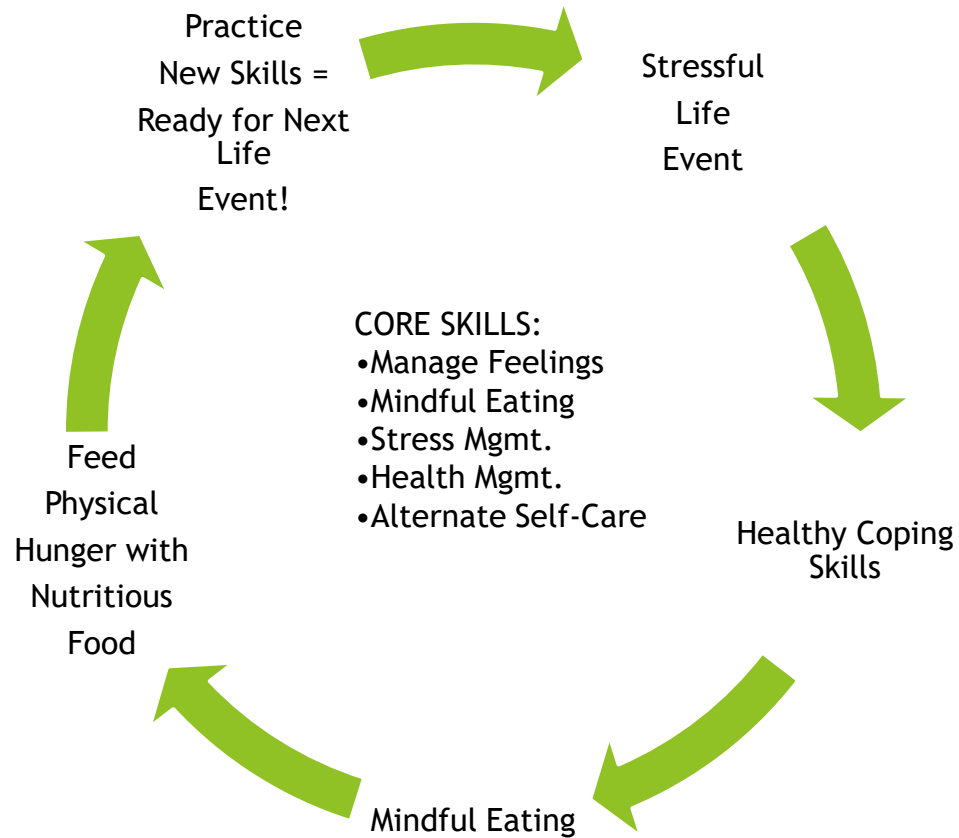 Practice
New Skills =
Ready for Next
Life
Event!
Stressful
Life
Event
CORE SKILLS:
•Manage Feelings
•Mindful Eating
•Stress Mgmt.
•Health Mgmt.
•Alternate Self-Care
Healthy Coping
Skills
Mindful Eating
Feed
Physical
Hunger with
Nutritious
Food